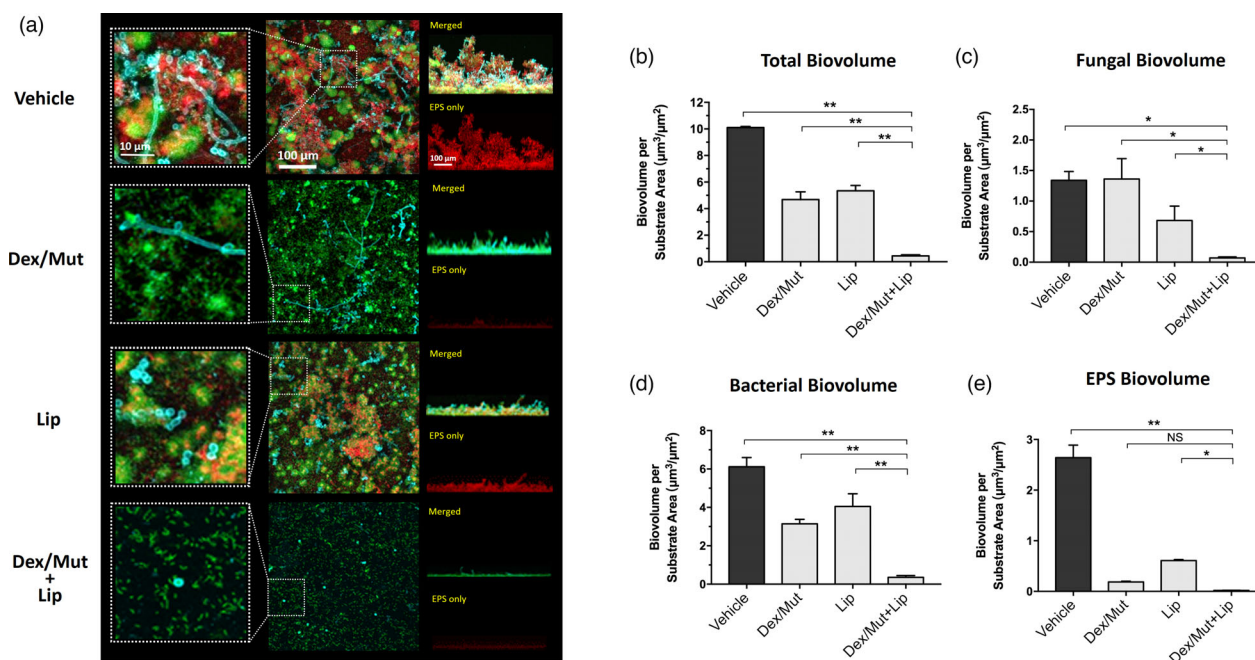 (a)
Vehicle
10 μm
100 μm
Merged
EPS only
100 μm
Dex/Mut
Merged
EPS only
Lip
Merged
EPS only
Dex/Mut
+
Lip
Merged
EPS only
(b)
Total Biovolume
Biovolume per
Substrate Area (μm³/μm²)
12
10
8
6
4
2
0
**
**
**
Vehicle
Dex/Mut
Lip
Dex/Mut+Lip
(c)
Fungal Biovolume
Biovolume per
Substrate Area (μm³/μm²)
2.5
2.0
1.5
1.0
0.5
0.0
*
*
*
Vehicle
Dex/Mut
Lip
Dex/Mut+Lip
(d)
Bacterial Biovolume
Biovolume per
Substrate Area (μm³/μm²)
8
6
4
2
0
**
**
**
Vehicle
Dex/Mut
Lip
Dex/Mut+Lip
(e)
EPS Biovolume
Biovolume per
Substrate Area (μm³/μm²)
3
2
1
0
**
NS
*
Vehicle
Dex/Mut
Lip
Dex/Mut+Lip